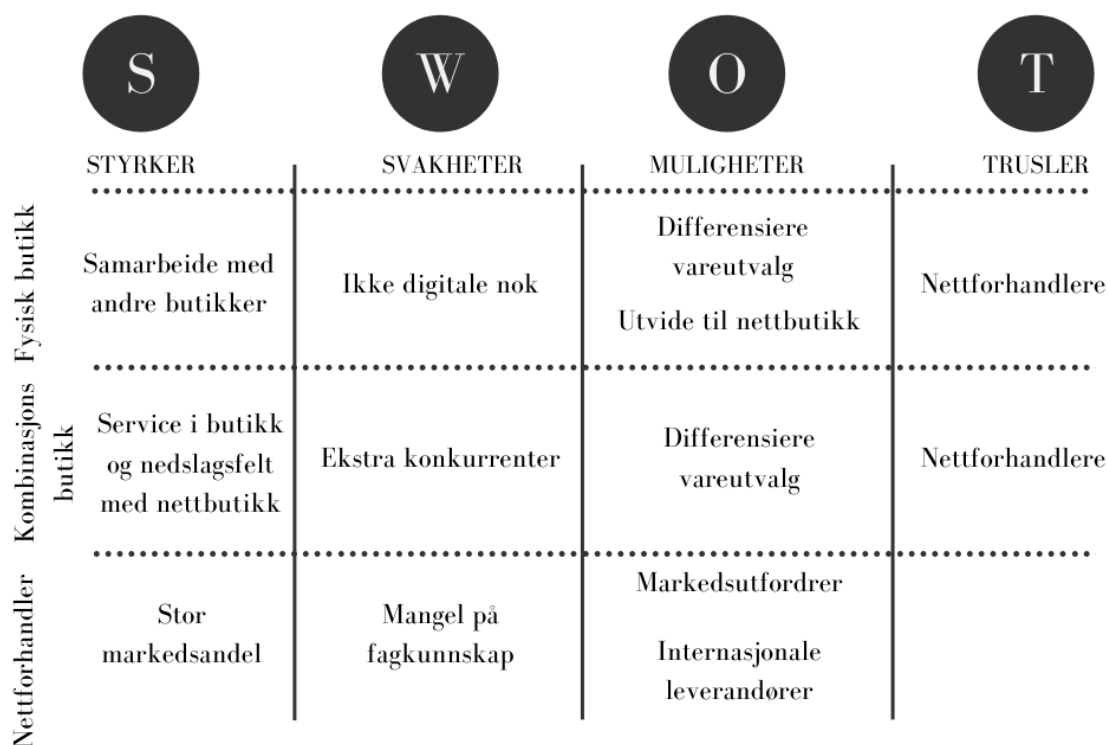 S W O T
STYRKER SVAKHETER MULIGHETER TRUSLER
Fysisk butikk
Samarbeide med
andre butikker
Ikke digitale nok
Differensiere
vareutvalg
Utvide til nettbutikk
Nettforhandlere
Kombinasjons
butikk
Service i butikk
og nedslagsfelt
med nettbutikk
Ekstra konkurrenter
Differensiere
vareutvalg
Nettforhandlere
Nettforhandler
Stor
markedsandel
Mangel på
fagkunnskap
Markedsutfordrer
Internasjonale
leverandører